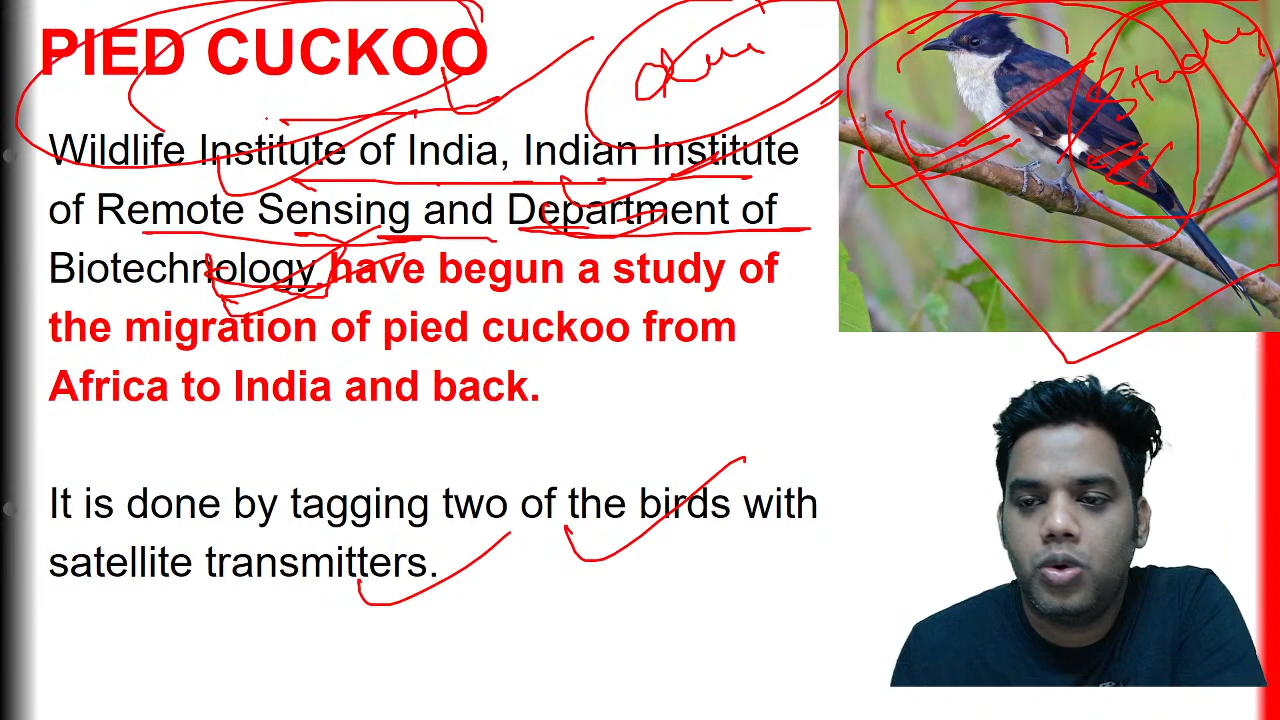 PIED CUCKOO
Wildlife Institute of India, Indian Institute
of Remote Sensing and Department of
Biotechnology have begun a study of
the migration of pied cuckoo from
Africa to India and back.
It is done by tagging two of the birds with
satellite transmitters.
Study